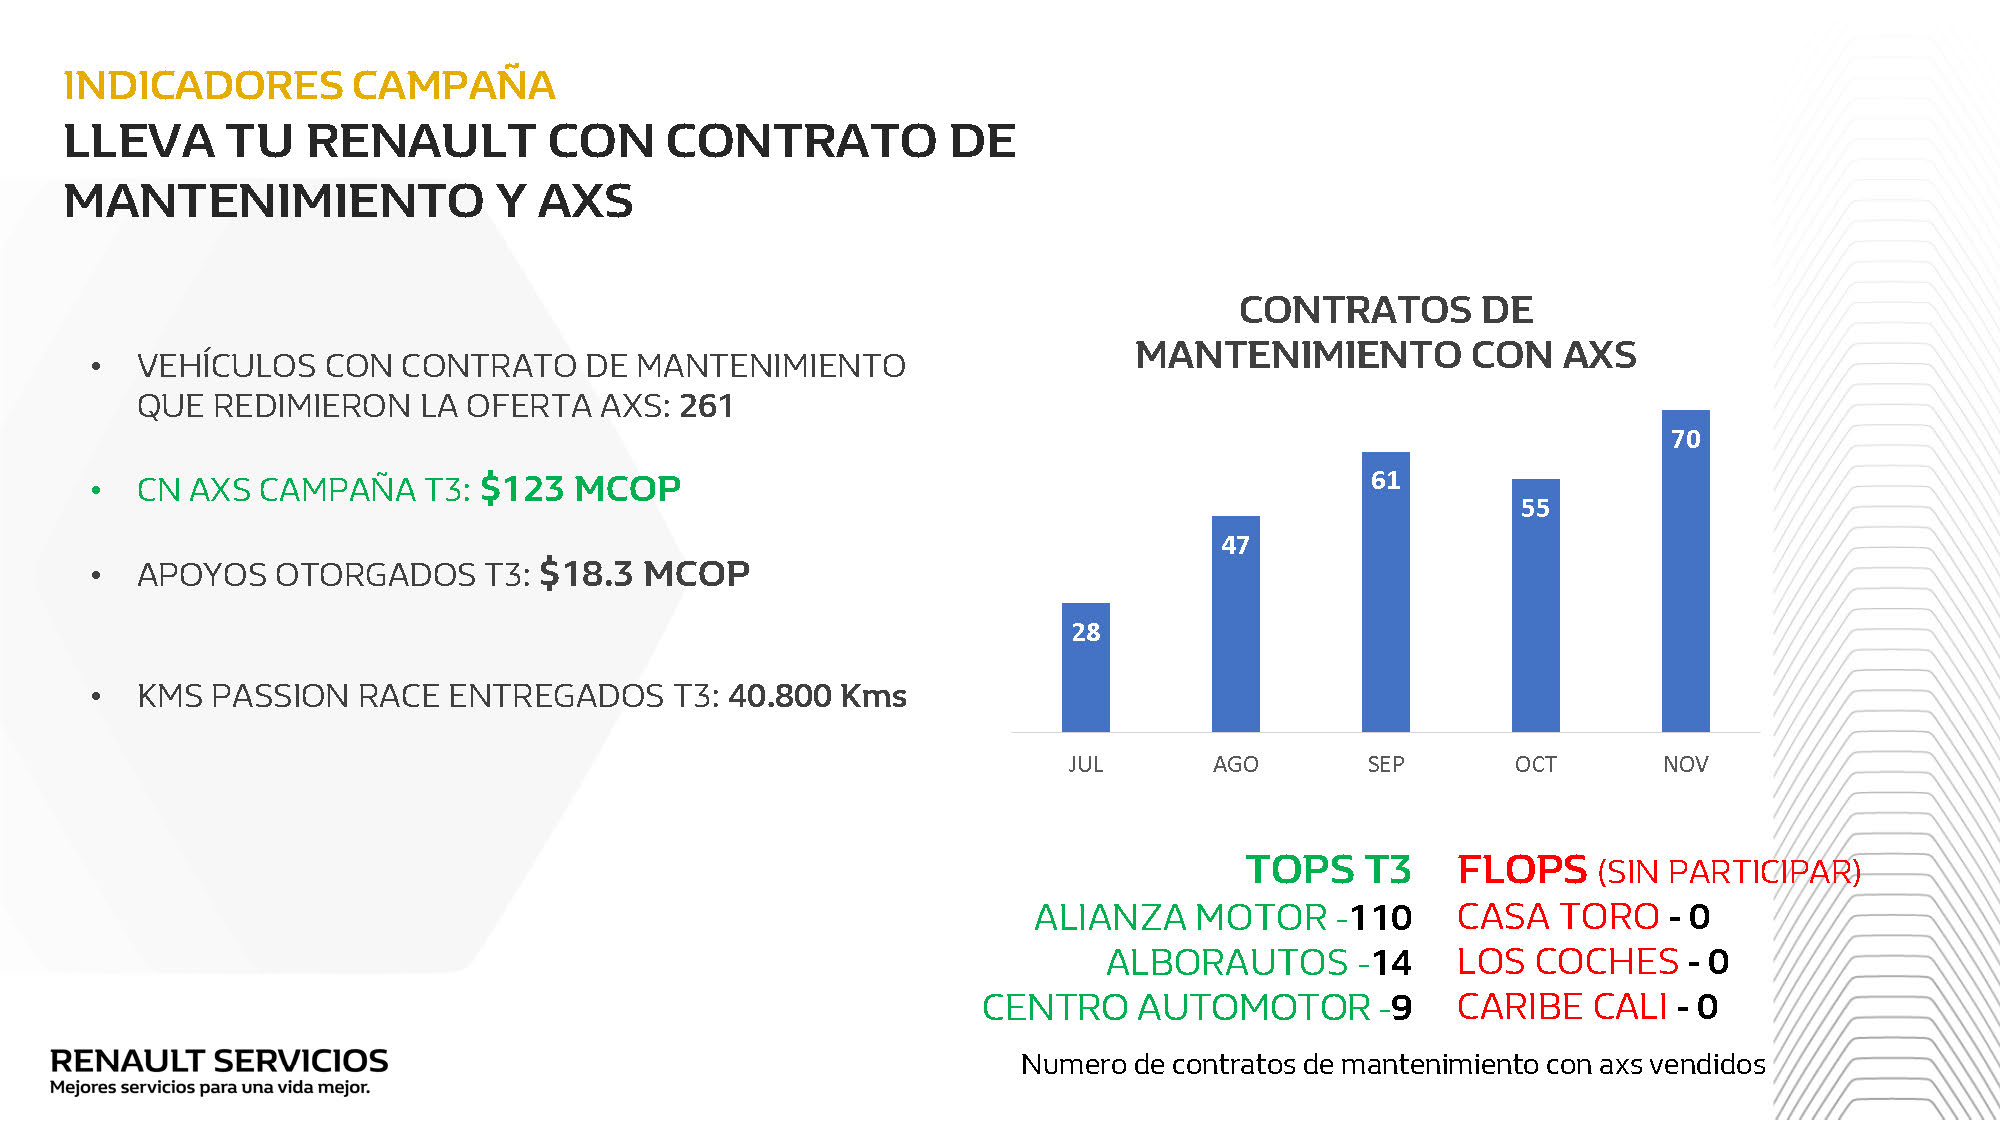 INDICADORES CAMPAÑA
LLEVA TU RENAULT CON CONTRATO DE
MANTENIMIENTO Y AXS
• VEHÍCULOS CON CONTRATO DE MANTENIMIENTO
QUE REDIMIERON LA OFERTA AXS: 261
• CN AXS CAMPAÑA T3: $123 MCOP
• APOYOS OTORGADOS T3: $18.3 MCOP
• KMS PASSION RACE ENTREGADOS T3: 40.800 Kms
CONTRATOS DE
MANTENIMIENTO CON AXS
28
47
61
55
70
JUL AGO SEP OCT NOV
TOPS T3
ALIANZA MOTOR -110
ALBORAUTOS -14
CENTRO AUTOMOTOR -9
FLOPS (SIN PARTICIPAR)
CASA TORO - 0
LOS COCHES - 0
CARIBE CALI - 0
Numero de contratos de mantenimiento con axs vendidos
RENAULT SERVICIOS
Mejores servicios para una vida mejor.